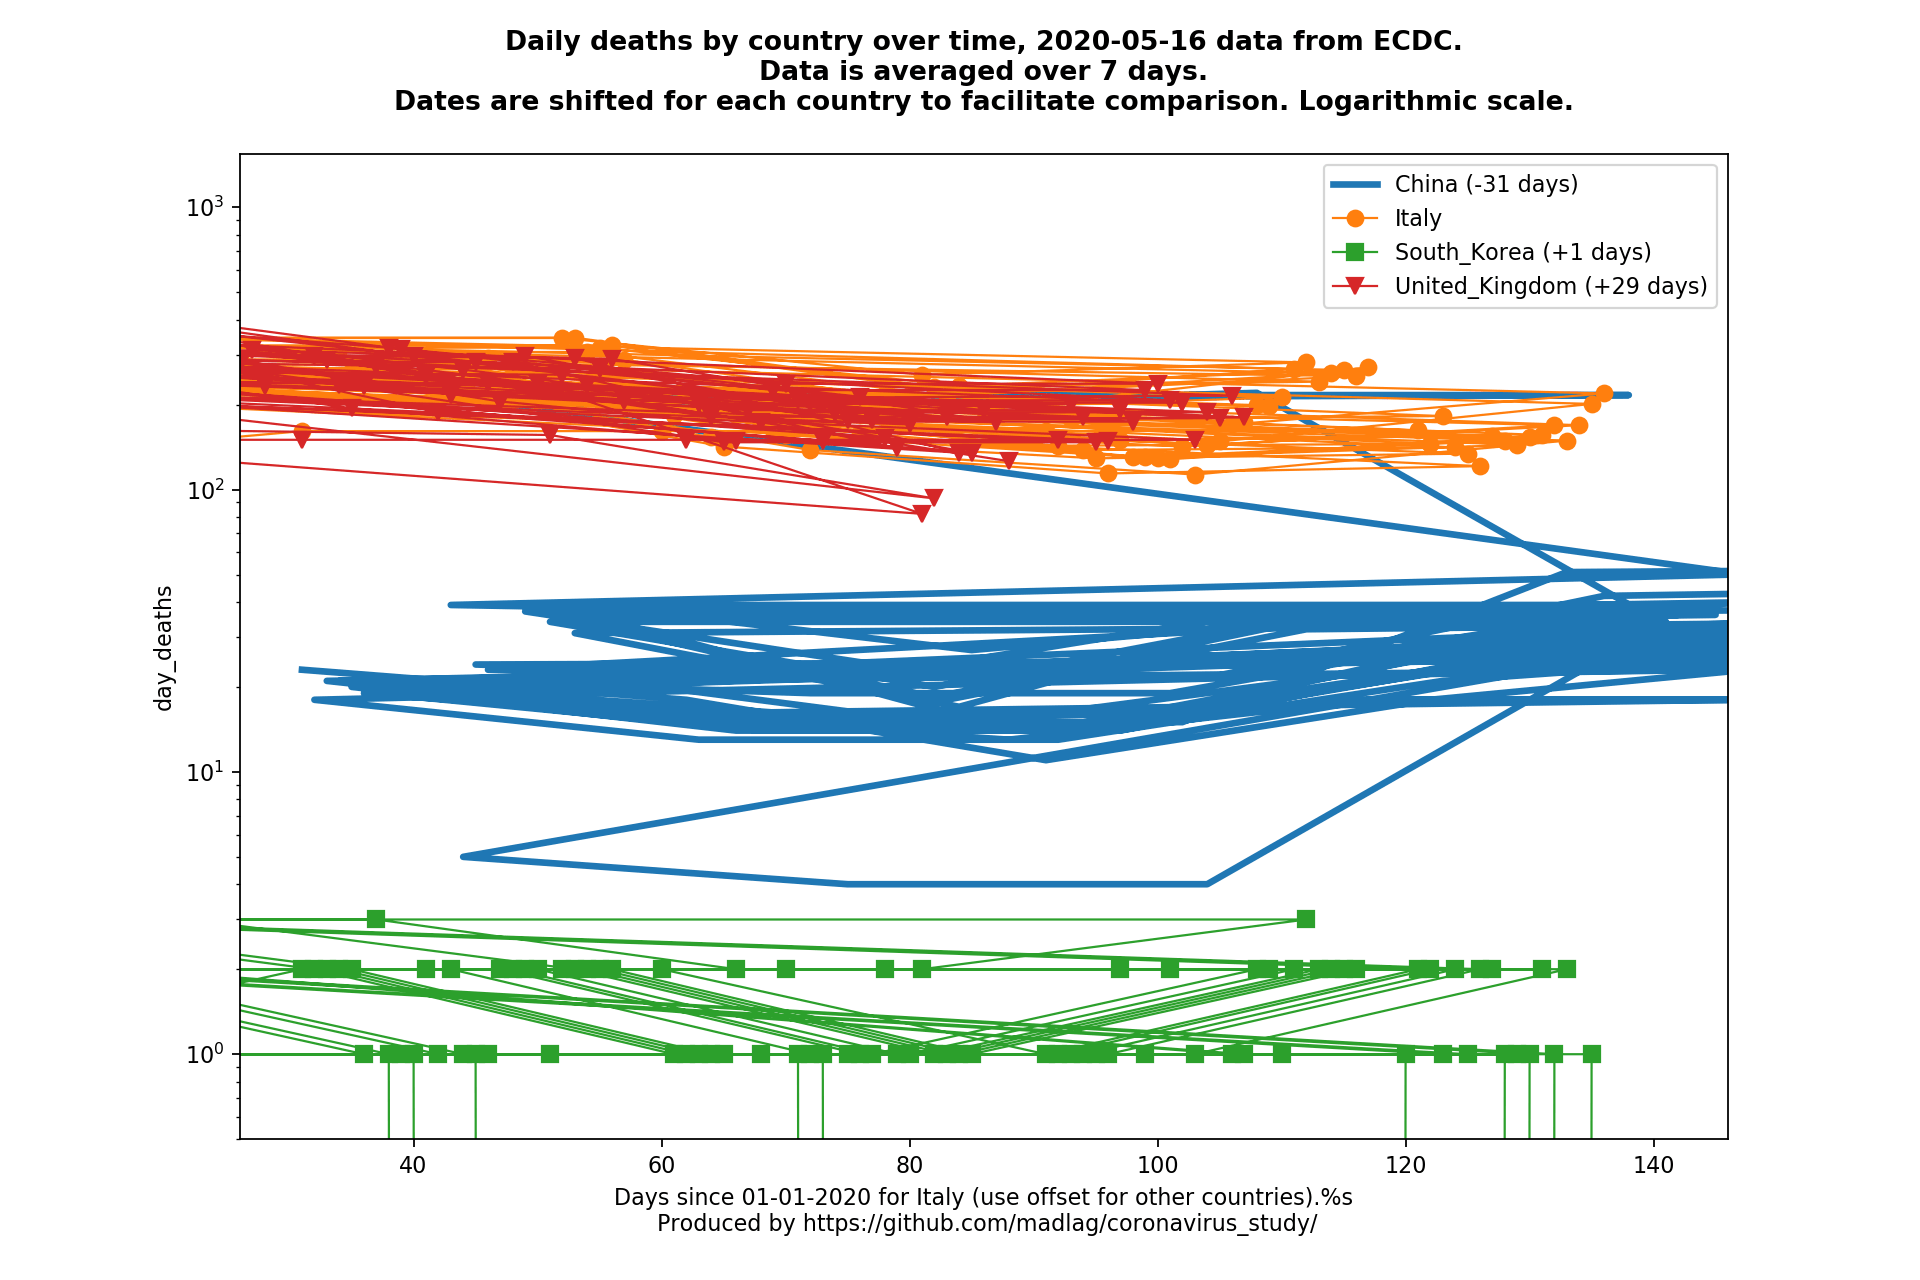 Daily deaths by country over time, 2020-05-16 data from ECDC.
Data is averaged over 7 days.
Dates are shifted for each country to facilitate comparison. Logarithmic scale.
China (-31 days)
Italy
South_Korea (+1 days)
United_Kingdom (+29 days)
10³
10²
10¹
10⁰
day_deaths
40 60 80 100 120 140
Days since 01-01-2020 for Italy (use offset for other countries).%s
Produced by https://github.com/madlag/coronavirus_study/